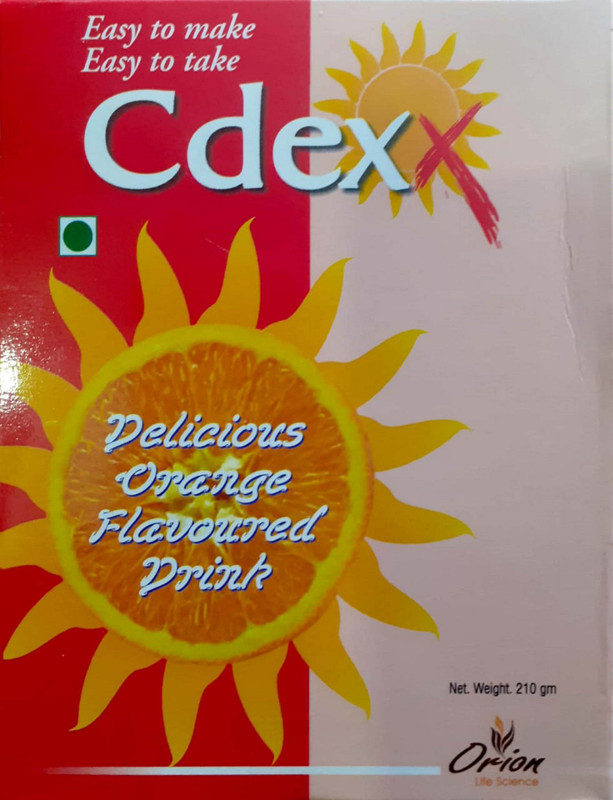 Easy to make
Easy to take
Cdexx
Delicious
Orange
Flavoured
Drink
Net. Weight. 210 gm
Orion
Life Science